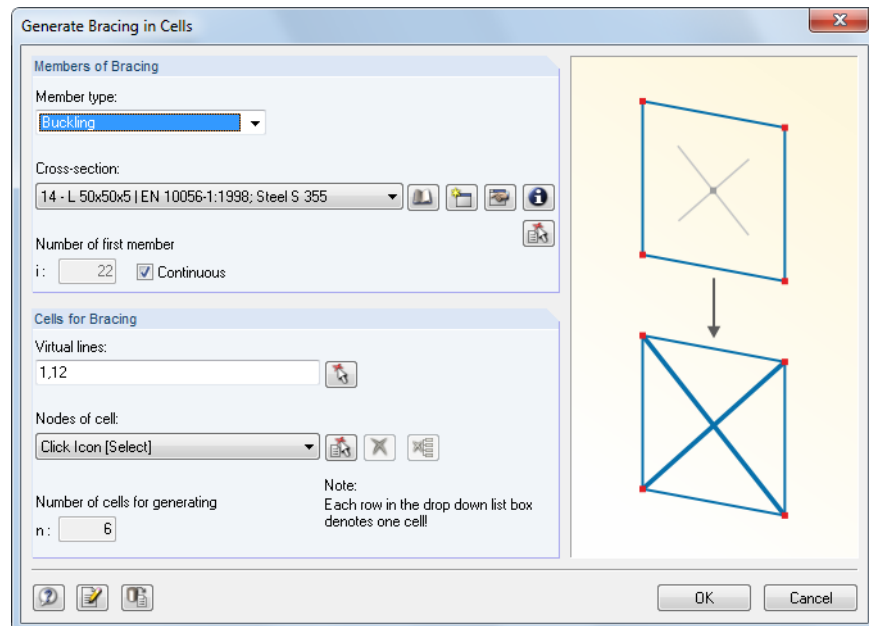 Generate Bracing in Cells
Members of Bracing
Member type:
Buckling
Cross-section:
14 - L 50x50x5 | EN 10056-1:1998; Steel S 355
Number of first member
i: 22 Continuous
Cells for Bracing
Virtual lines:
1,12
Nodes of cell:
Click Icon [Select]
Number of cells for generating
n: 6
Note:
Each row in the drop down list box
denotes one cell!
OK Cancel